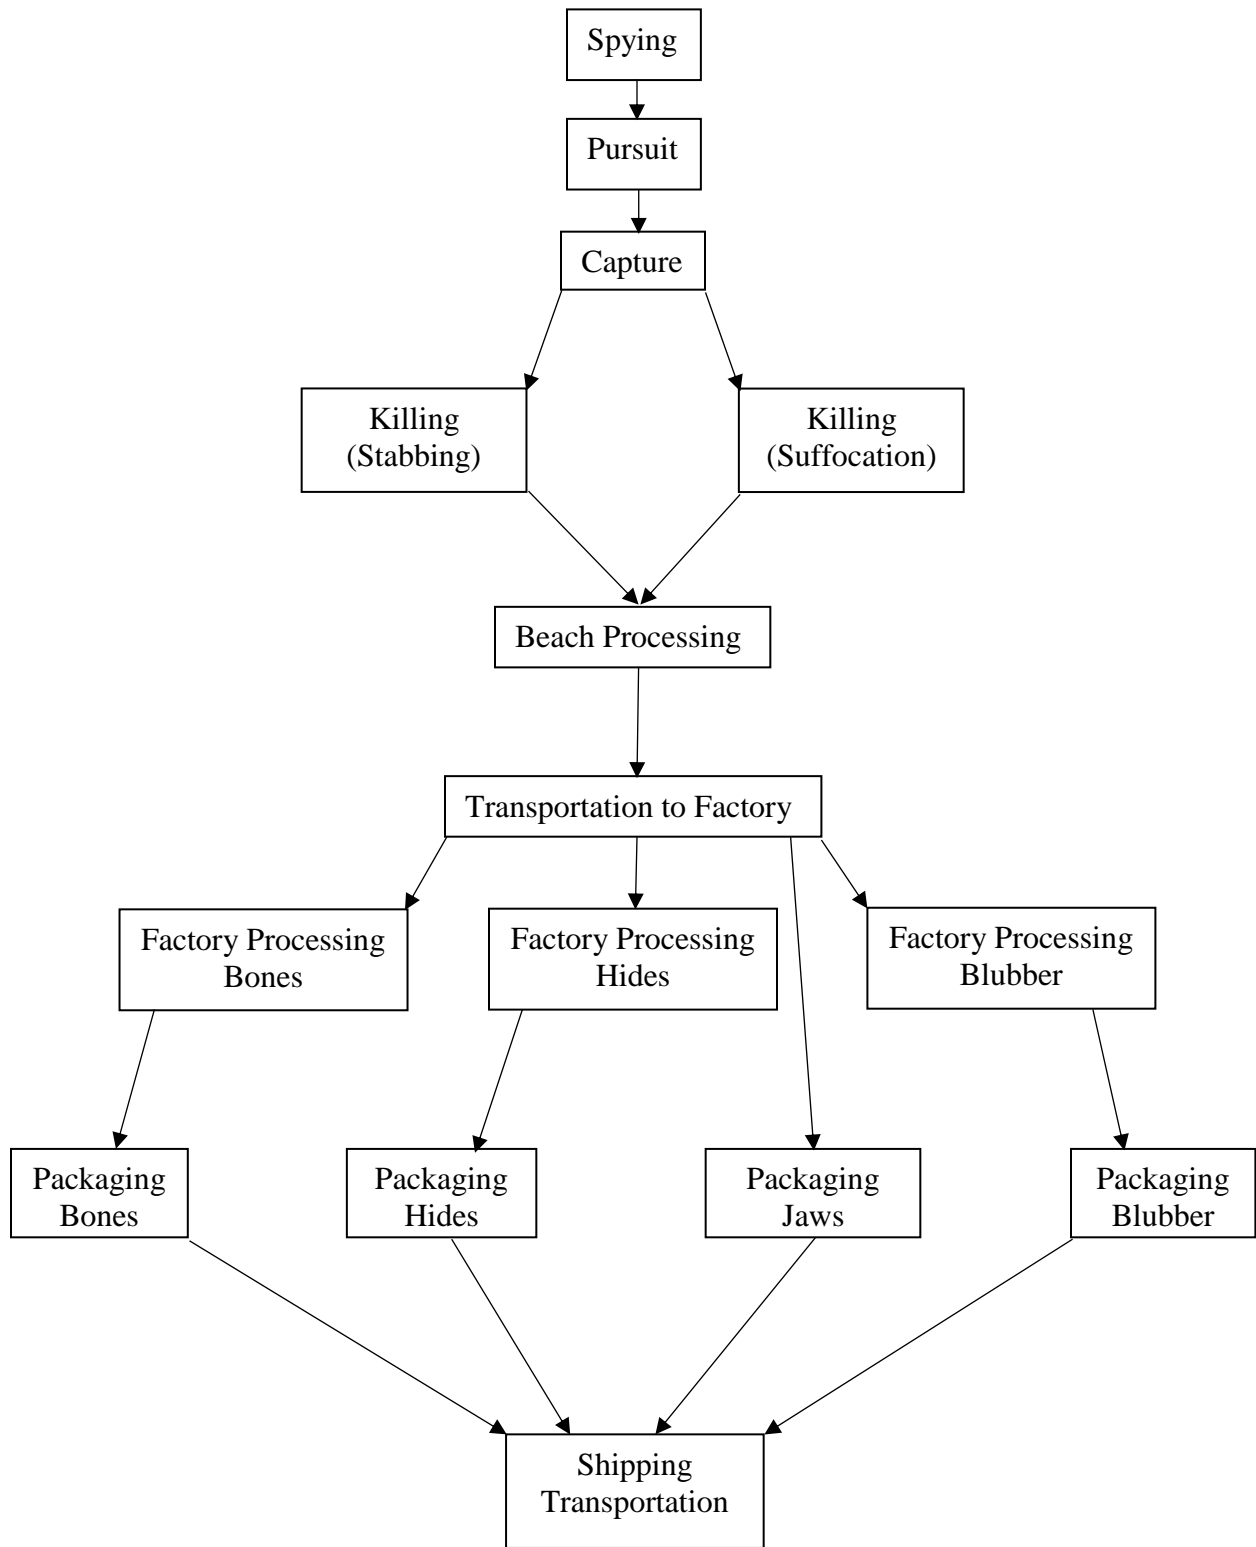 Spying
Pursuit
Capture
Killing
(Stabbing)
Killing
(Suffocation)
Beach Processing
Transportation to Factory
Factory Processing
Bones
Factory Processing
Hides
Factory Processing
Blubber
Packaging
Bones
Packaging
Hides
Packaging
Jaws
Packaging
Blubber
Shipping
Transportation